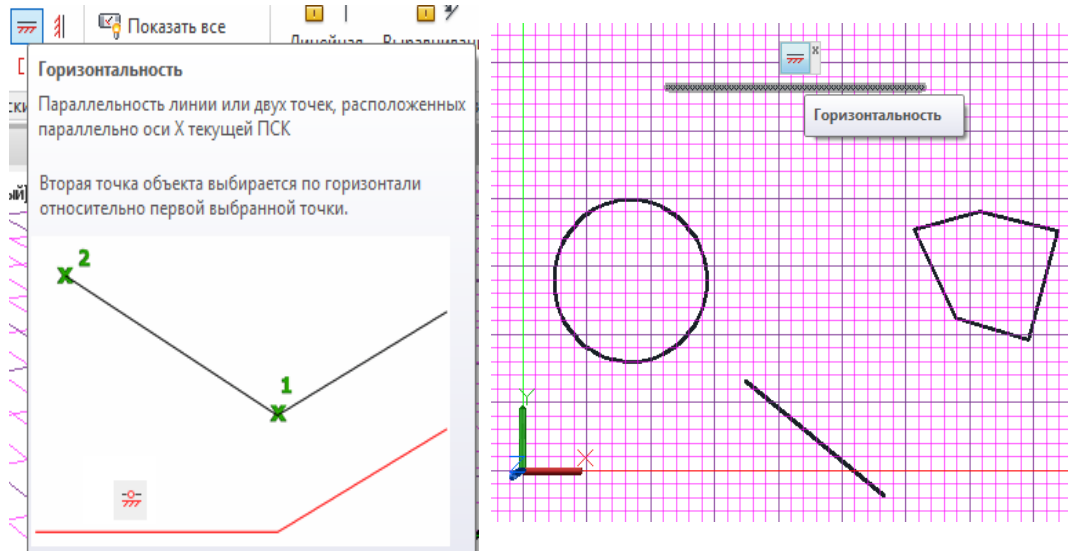 Показать все
Линейная
Горизонтальность
Параллельность линии или двух точек, расположенных
параллельно оси X текущей ПСК
Вторая точка объекта выбирается по горизонтали
относительно первой выбранной точки.
2
1
x
Горизонтальность
Y
X